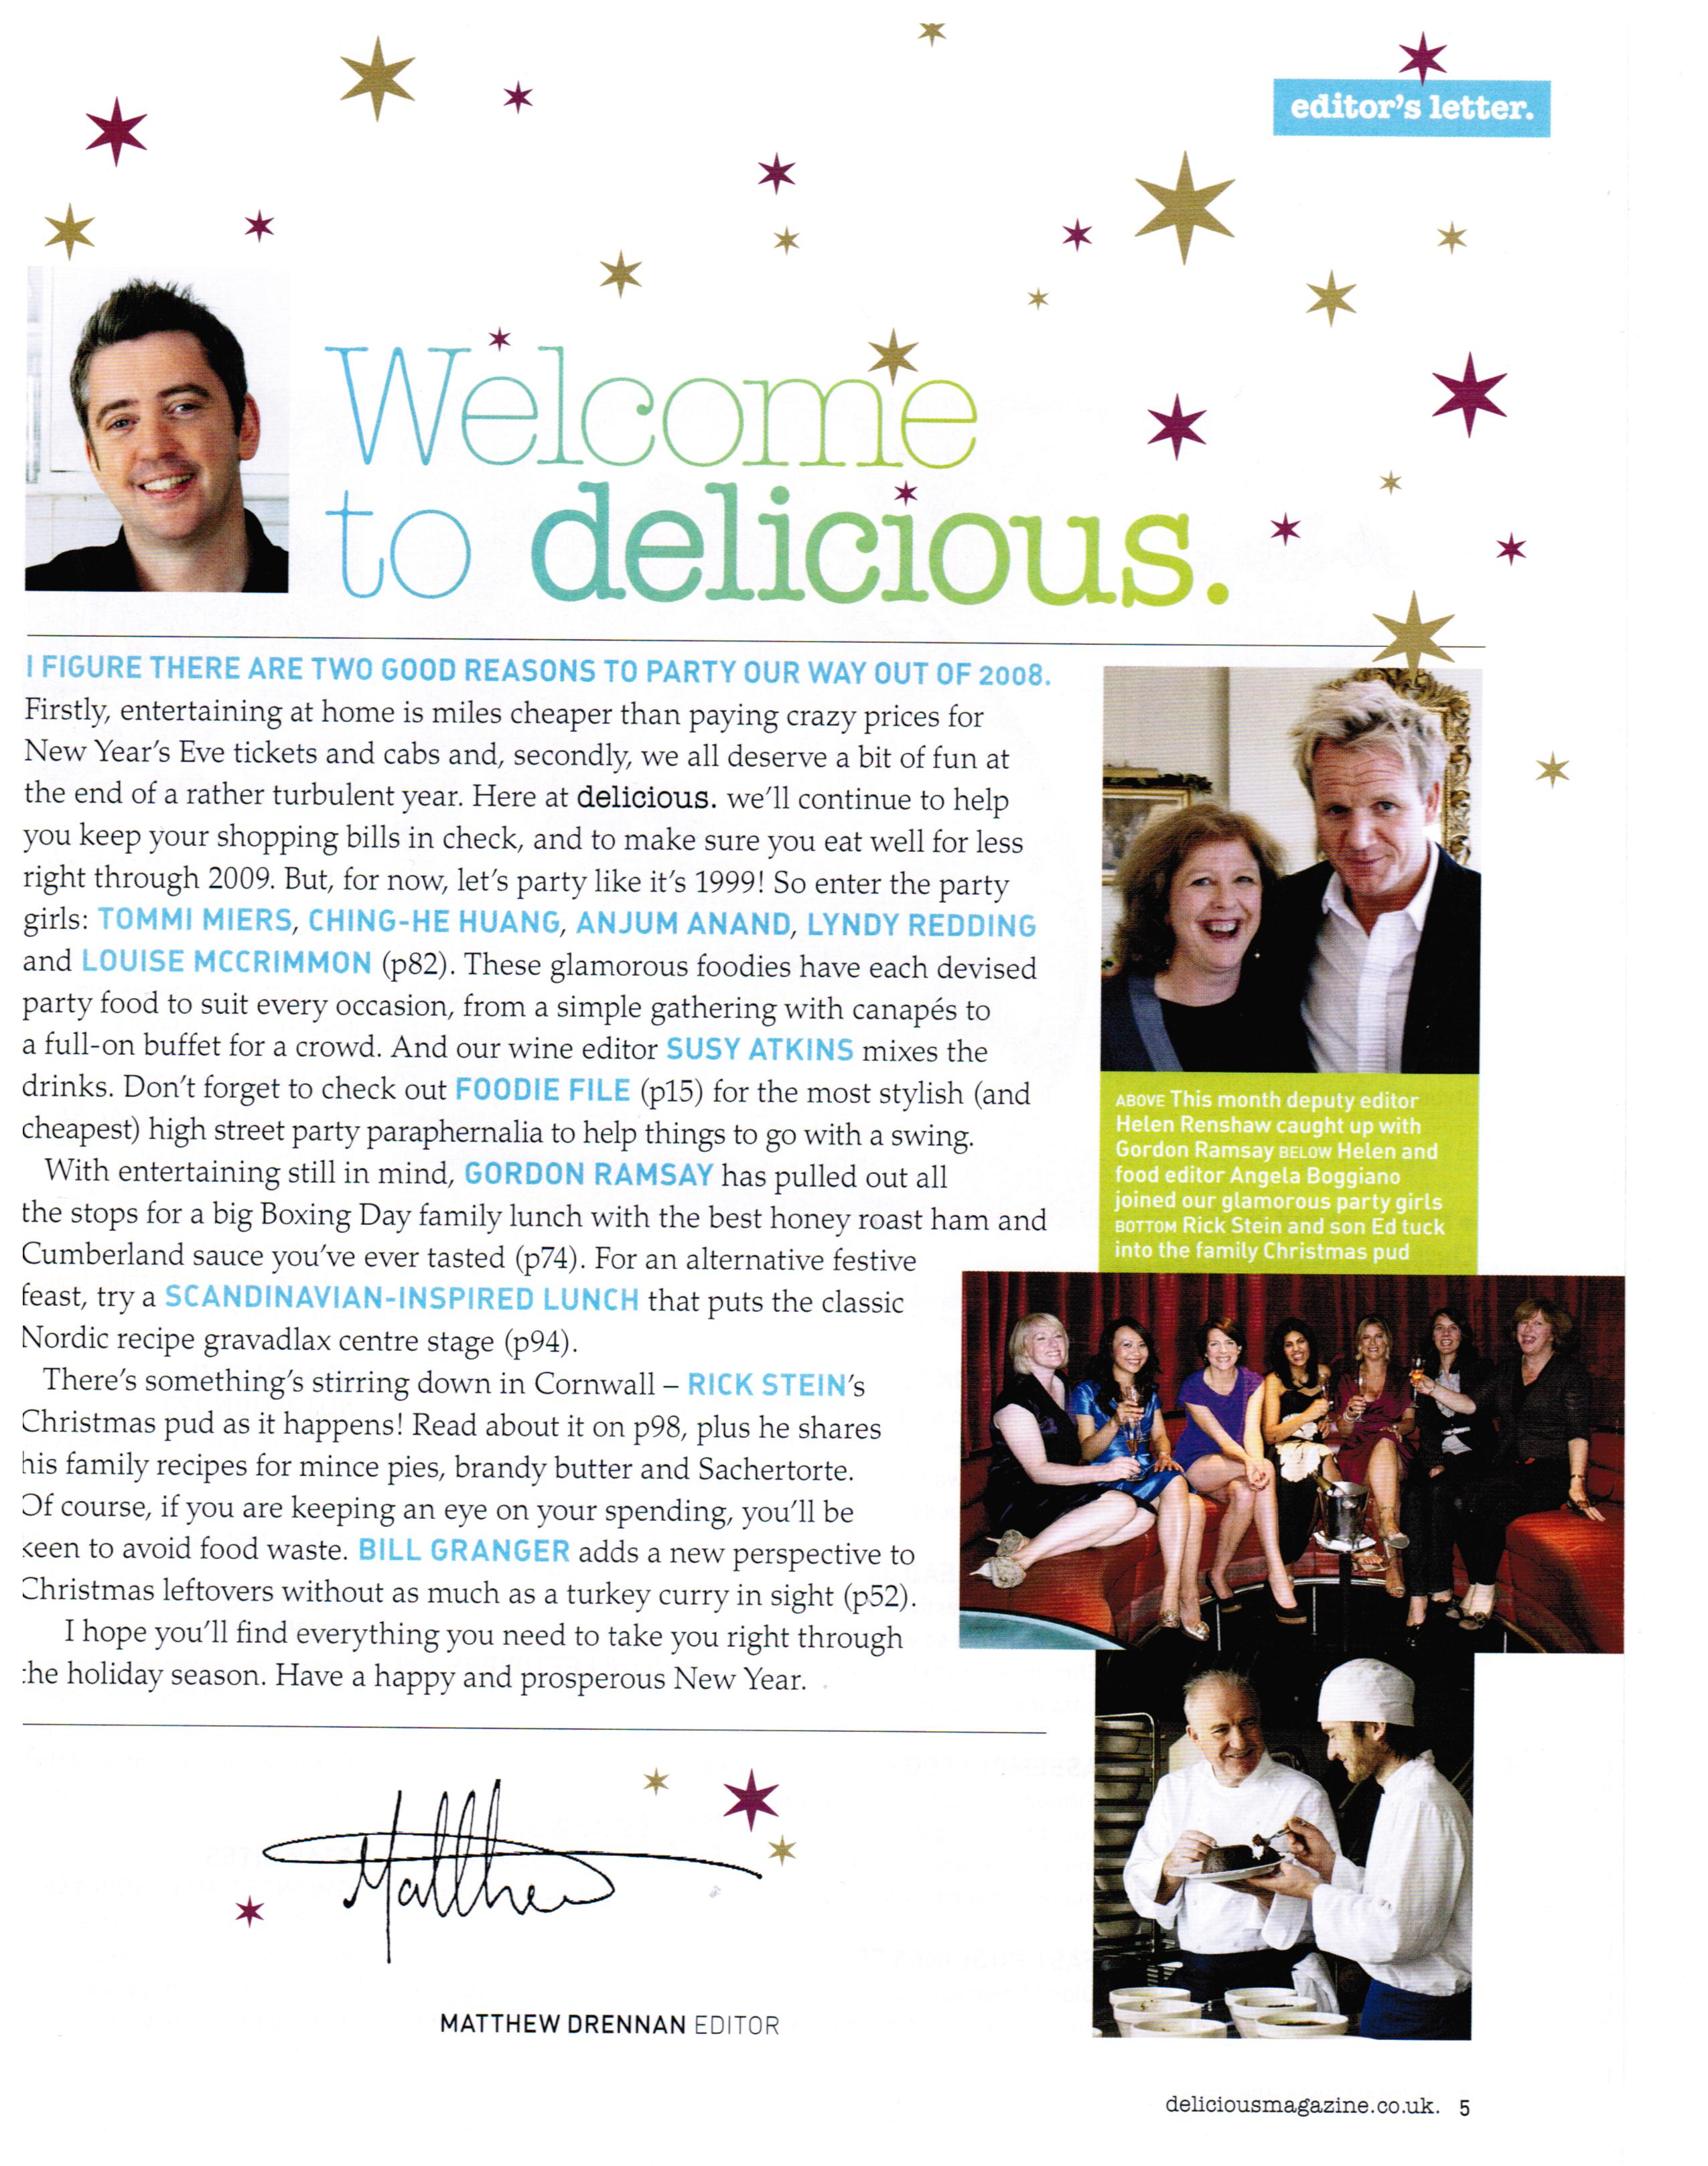 editor's letter.
Welcome
to delicious.
I FIGURE THERE ARE TWO GOOD REASONS TO PARTY OUR WAY OUT OF 2008.
Firstly, entertaining at home is miles cheaper than paying crazy prices for
New Year's Eve tickets and cabs and, secondly, we all deserve a bit of fun at
the end of a rather turbulent year. Here at delicious. we'll continue to help
you keep your shopping bills in check, and to make sure you eat well for less
right through 2009. But, for now, let's party like it's 1999! So enter the party
girls: TOMMI MIERS, CHING-HE HUANG, ANJUM ANAND, LYNDY REDDING
and LOUISE MCCRIMMON (p82). These glamorous foodies have each devised
party food to suit every occasion, from a simple gathering with canapés to
a full-on buffet for a crowd. And our wine editor SUSY ATKINS mixes the
drinks. Don't forget to check out FOODIE FILE (p15) for the most stylish (and
cheapest) high street party paraphernalia to help things to go with a swing.
With entertaining still in mind, GORDON RAMSAY has pulled out all
the stops for a big Boxing Day family lunch with the best honey roast ham and
Cumberland sauce you've ever tasted (p74). For an alternative festive
feast, try a SCANDINAVIAN-INSPIRED LUNCH that puts the classic
Nordic recipe gravadlax centre stage (p94).
There's something's stirring down in Cornwall – RICK STEIN's
Christmas pud as it happens! Read about it on p98, plus he shares
his family recipes for mince pies, brandy butter and Sachertorte.
Of course, if you are keeping an eye on your spending, you'll be
keen to avoid food waste. BILL GRANGER adds a new perspective to
Christmas leftovers without as much as a turkey curry in sight (p52).
I hope you'll find everything you need to take you right through
the holiday season. Have a happy and prosperous New Year.
Matthew
MATTHEW DRENNAN EDITOR
ABOVE This month deputy editor
Helen Renshaw caught up with
Gordon Ramsay BELOW Helen and
food editor Angela Boggiano
joined our glamorous party girls
BOTTOM Rick Stein and son Ed tuck
into the family Christmas pud
deliciousmagazine.co.uk. 5